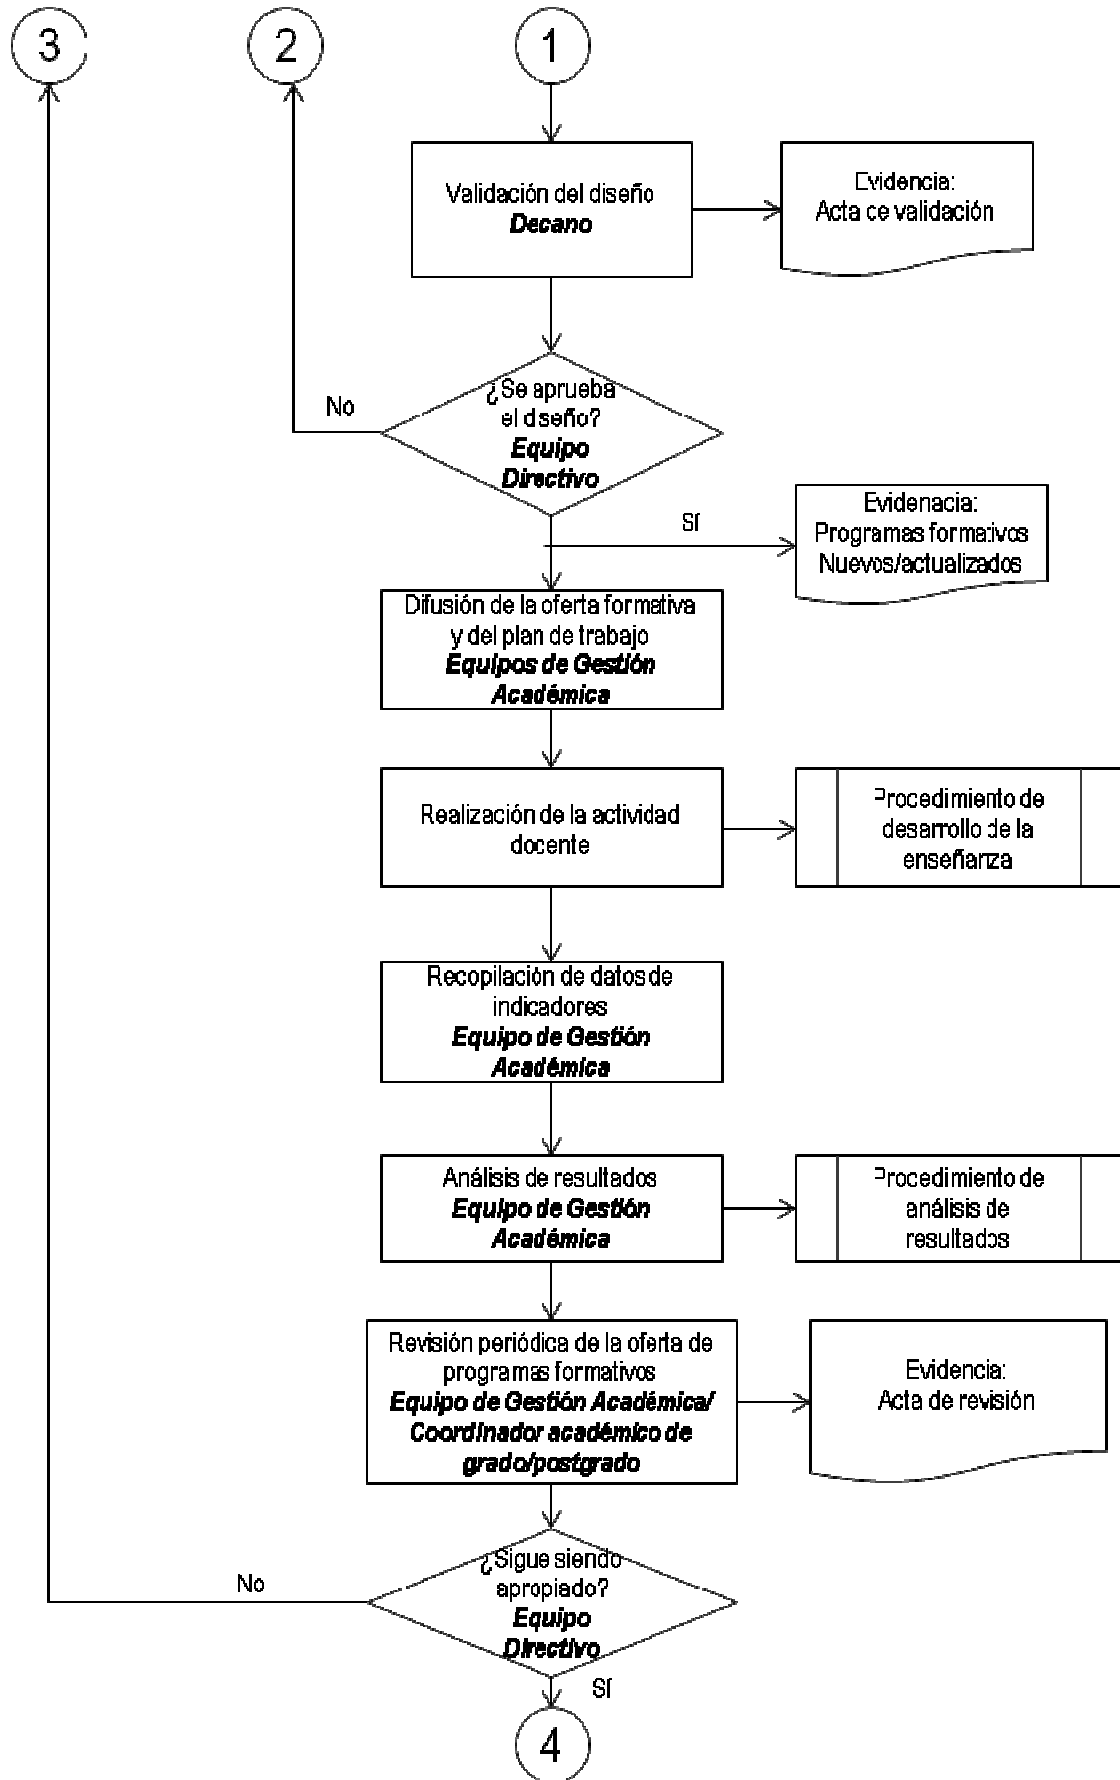 3
2
1
Validación del diseño
Decano
Evidencia:
Acta de validación
¿Se aprueba
el diseño?
Equipo
Directivo
No
Sí
Evidenacia:
Programas formativos
Nuevos/actualizados
Difusión de la oferta formativa
y del plan de trabajo
Equipos de Gestión
Académica
Realización de la actividad
docente
Procedimiento de
desarrollo de la
enseñanza
Recopilación de datos de
indicadores
Equipo de Gestión
Académica
Análisis de resultados
Equipo de Gestión
Académica
Procedimiento de
análisis de
resultados
Revisión periódica de la oferta de
programas formativos
Equipo de Gestión Académica/
Coordinador académico de
grado/postgrado
Evidencia:
Acta de revisión
¿Sigue siendo
apropiado?
Equipo
Directivo
No
Sí
4